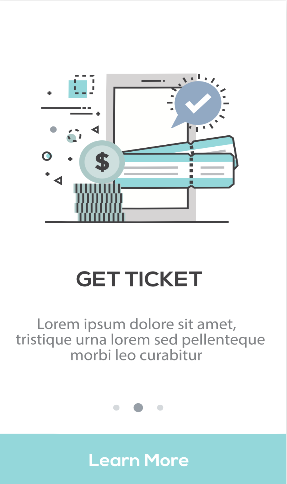 $
GET TICKET
Lorem ipsum dolore sit amet,
tristique urna lorem sed pellenteque
morbi leo curabitur
Learn More